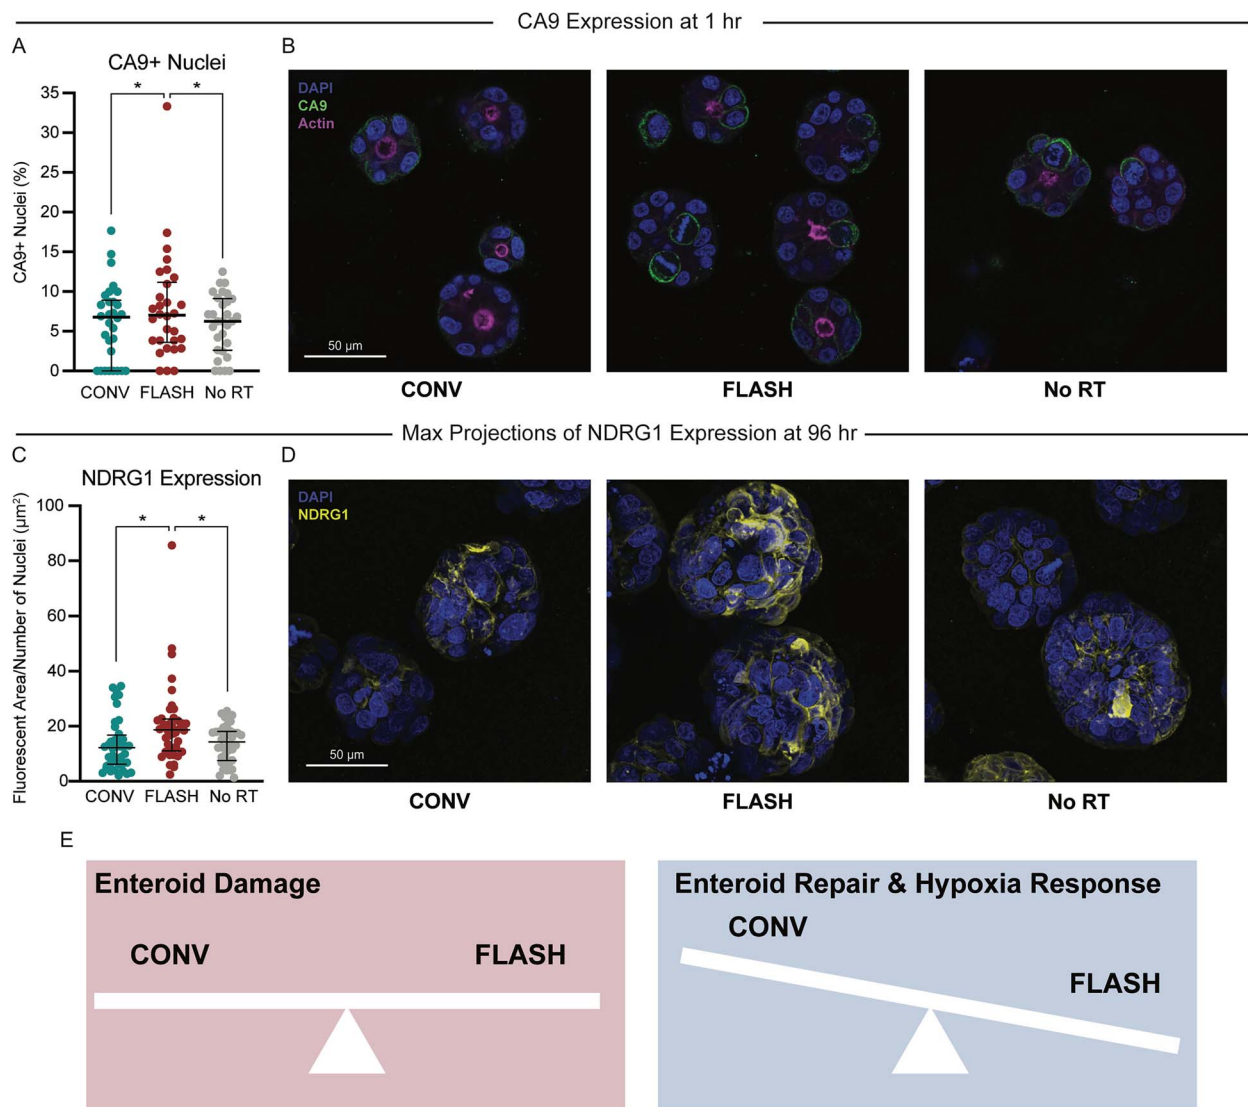 CA9 Expression at 1 hr
A
CA9+ Nuclei
CA9+ Nuclei (%)
35
30
25
20
15
10
5
0
* *
CONV FLASH No RT
B
DAPI
CA9
Actin
50 µm
CONV FLASH No RT
Max Projections of NDRG1 Expression at 96 hr
C
NDRG1 Expression
Fluorescent Area/Number of Nuclei (µm²)
100
80
60
40
20
0
* *
CONV FLASH No RT
D
DAPI
NDRG1
50 µm
CONV FLASH No RT
E
Enteroid Damage
CONV FLASH
Enteroid Repair & Hypoxia Response
CONV
FLASH